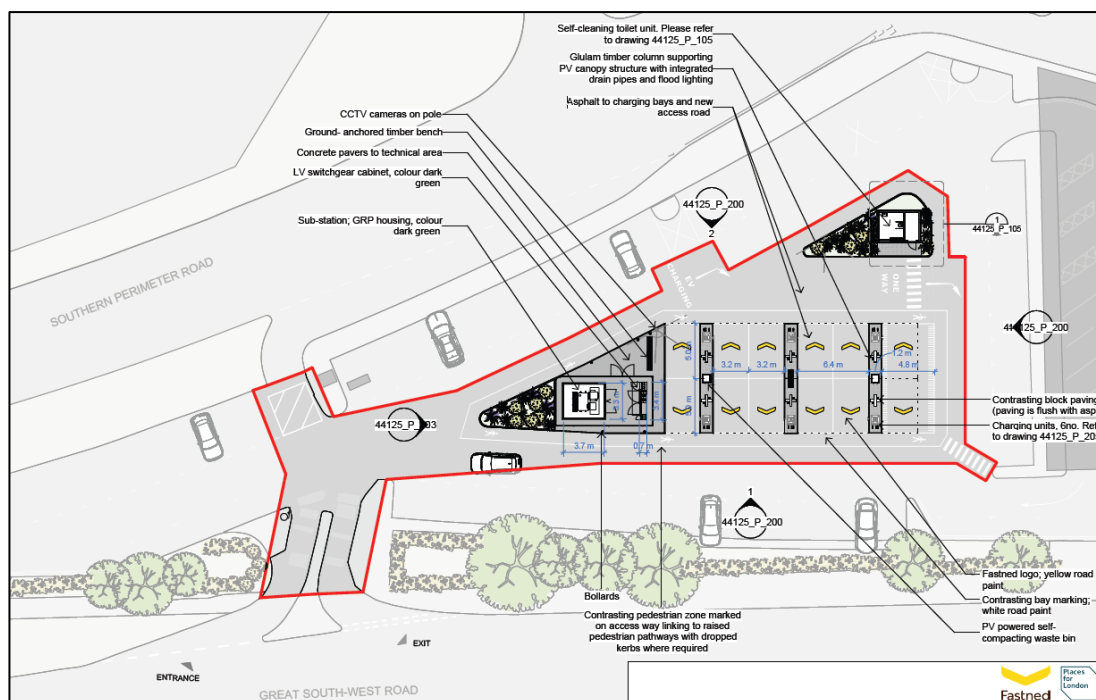 Self-cleaning toilet unit. Please refer
to drawing 44125_P_105
Glulam timber column supporting
PV canopy structure with integrated
drain pipes and flood lighting
Asphalt to charging bays and new
access road
CCTV cameras on pole
Ground- anchored timber bench
Concrete pavers to technical area
LV switchgear cabinet, colour dark
green
Sub-station; GRP housing, colour
dark green
44125_P_200
2
1
44125_P_105
SOUTHERN PERIMETER ROAD
EV
CHARGING
ONE
WAY
44125_P_200
3.2 m
3.2 m
6.4 m
1.2 m
4.8 m
3.4 m
3.7 m
0.7 m
Contrasting block paving
(paving is flush with asp
Charging units, 6no. Ref
to drawing 44125_P_20
1
44125_P_200
Bollards
Contrasting pedestrian zone marked
on access way linking to raised
pedestrian pathways with dropped
kerbs where required
Fastned logo; yellow road
paint
Contrasting bay marking;
white road paint
PV powered self-
compacting waste bin
EXIT
ENTRANCE
GREAT SOUTH-WEST ROAD
Fastned
Places
for
London